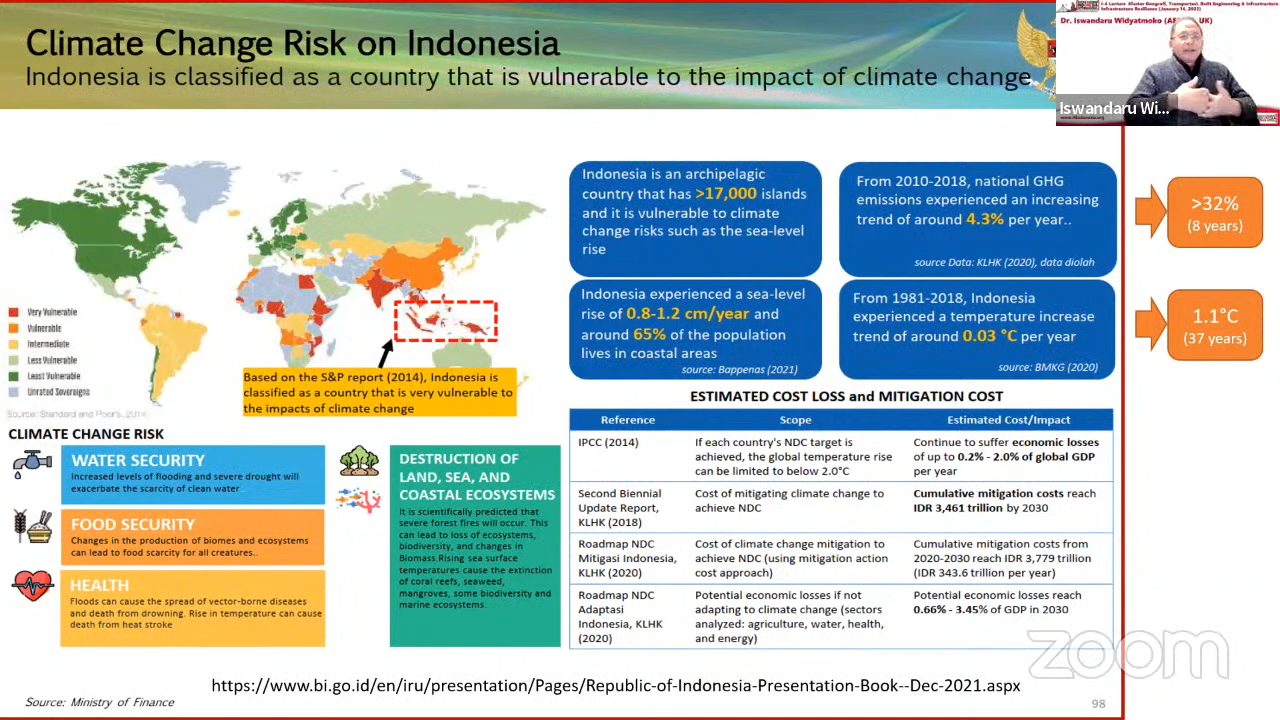 Climate Change Risk on Indonesia
Indonesia is classified as a country that is vulnerable to the impact of climate change.
Infrastructure Resilience (January 14, 2022)
Dr. Iswandaru Widyatmoko
UK)
Iswandaru Wi...
Very Vulnerable
Vulnerable
Intermediate
Less Vulnerable
Least Vulnerable
Unrated Sovereigns
Source: Standard and Poor's, 2014
Based on the S&P report (2014), Indonesia is
classified as a country that is very vulnerable to
the impacts of climate change
Indonesia is an archipelagic
country that has >17,000 islands
and it is vulnerable to climate
change risks such as the sea-level
rise
From 2010-2018, national GHG
emissions experienced an increasing
trend of around 4.3% per year..
source Data: KLHK (2020), data diolah
>32%
(8 years)
Indonesia experienced a sea-level
rise of 0.8-1.2 cm/year and
around 65% of the population
lives in coastal areas
source: Bappenas (2021)
From 1981-2018, Indonesia
experienced a temperature increase
trend of around 0.03 °C per year
source: BMKG (2020)
1.1°C
(37 years)
CLIMATE CHANGE RISK
WATER SECURITY
Increased levels of flooding and severe drought will
exacerbate the scarcity of clean water
FOOD SECURITY
Changes in the production of biomes and ecosystems
can lead to food scarcity for all creatures..
HEALTH
Floods can cause the spread of vector-borne diseases
and death from drowning. Rise in temperature can cause
death from heat stroke
DESTRUCTION OF
LAND, SEA, AND
COASTAL ECOSYSTEMS
It is scientifically predicted that
severe forest fires will occur. This
can lead to loss of ecosystems,
biodiversity, and changes in
Biomass Rising sea surface
temperatures cause the extinction
of coral reefs, seaweed,
mangroves, some biodiversity and
marine ecosystems.
ESTIMATED COST LOSS and MITIGATION COST
Reference Scope Estimated Cost/Impact
IPCC (2014) If each country's NDC target is Continue to suffer economic losses
achieved, the global temperature rise of up to 0.2% - 2.0% of global GDP
can be limited to below 2.0°C per year
Second Biennial Cost of mitigating climate change to Cumulative mitigation costs reach
Update Report, achieve NDC IDR 3,461 trillion by 2030
KLHK (2018)
Roadmap NDC Cost of climate change mitigation to Cumulative mitigation costs from
Mitigasi Indonesia, achieve NDC (using mitigation action 2020-2030 reach IDR 3,779 trillion
KLHK (2020) cost approach) (IDR 343.6 trillion per year)
Roadmap NDC Potential economic losses if not Potential economic losses reach
Adaptasi adapting to climate change (sectors 0.66% - 3.45% of GDP in 2030
Indonesia, KLHK analyzed: agriculture, water, health,
(2020) and energy)
zoom
https://www.bi.go.id/en/iru/presentation/Pages/Republic-of-Indonesia-Presentation-Book--Dec-2021.aspx
Source: Ministry of Finance
98